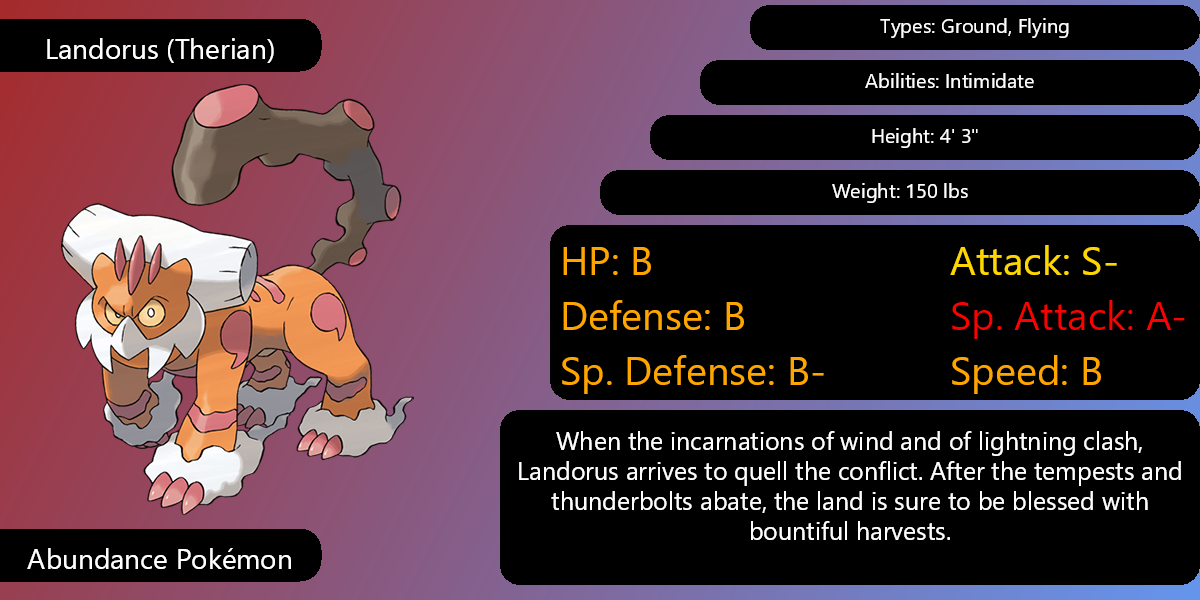 Landorus (Therian)
Types: Ground, Flying
Abilities: Intimidate
Height: 4' 3"
Weight: 150 lbs
HP: B
Attack: S-
Defense: B
Sp. Attack: A-
Sp. Defense: B-
Speed: B
When the incarnations of wind and of lightning clash,
Landorus arrives to quell the conflict. After the tempests and
thunderbolts abate, the land is sure to be blessed with
bountiful harvests.
Abundance Pokémon